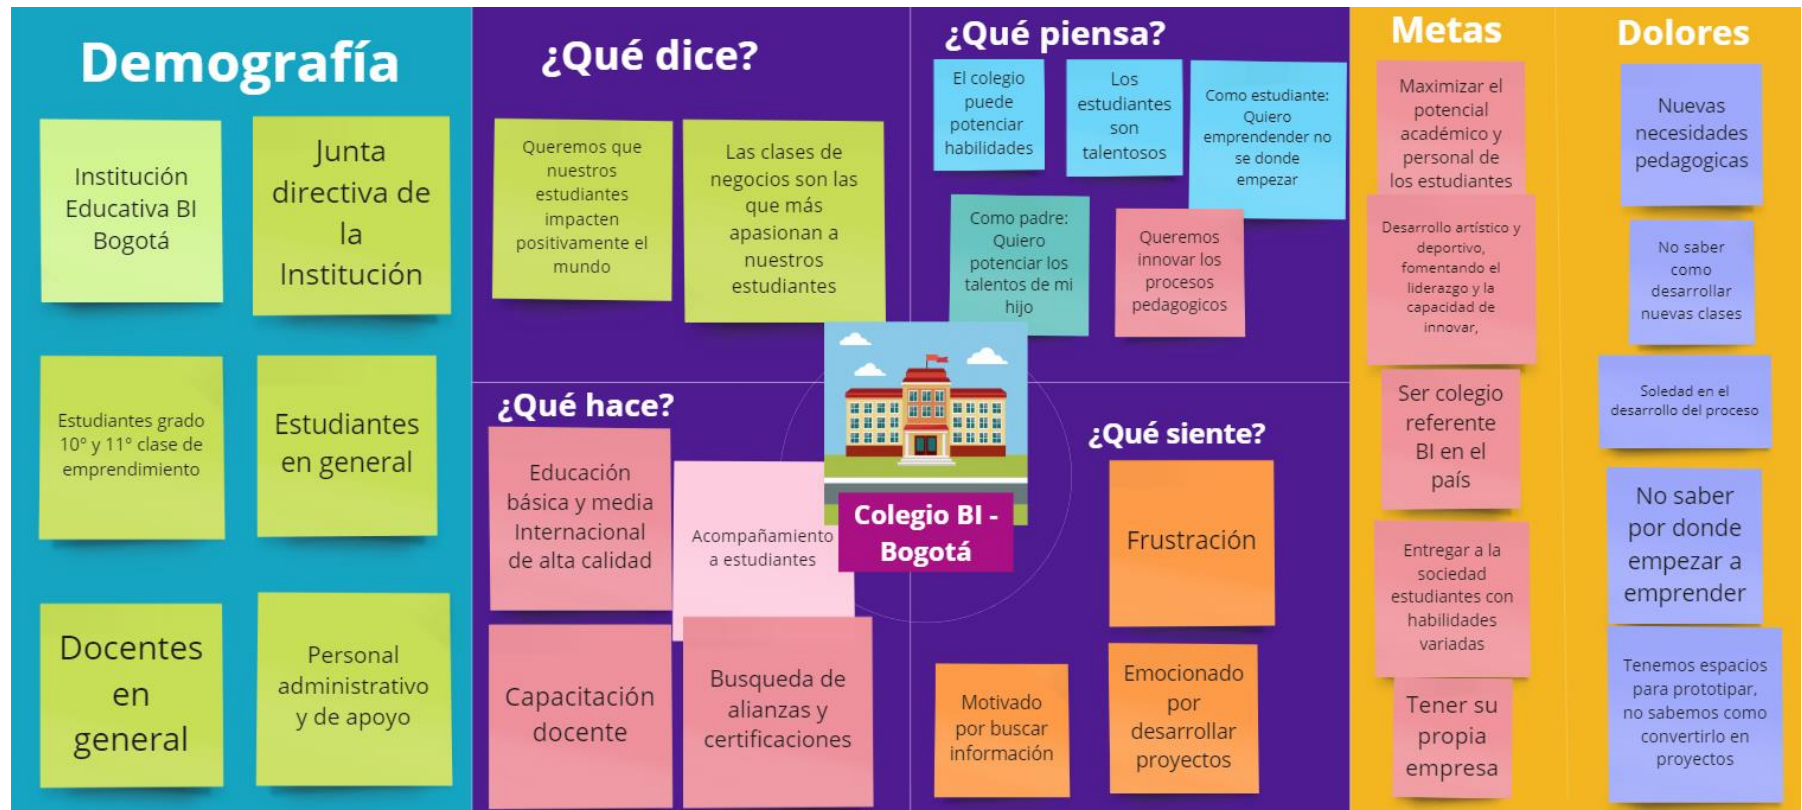 Demografía
Institución
Educativa BI
Bogotá
Junta
directiva de
la
Institución
Estudiantes grado
10° y 11° clase de
emprendimiento
Estudiantes
en general
Docentes
en
general
Personal
administrativo
y de apoyo
¿Qué dice?
Queremos que
nuestros
estudiantes
impacten
positivamente el
mundo
Las clases de
negocios son las
que más
apasionan a
nuestros
estudiantes
¿Qué piensa?
El colegio
puede
potenciar
habilidades
Los
estudiantes
son
talentosos
Como estudiante:
Quiero
emprendender no
se donde
empezar
Como padre:
Quiero
potenciar los
talentos de mi
hijo
Queremos
innovar los
procesos
pedagogicos
¿Qué hace?
Educación
básica y media
Internacional
de alta calidad
Acompañamiento
a estudiantes
Capacitación
docente
Busqueda de
alianzas y
certificaciones
Colegio BI -
Bogotá
¿Qué siente?
Frustración
Motivado
por buscar
información
Emocionado
por
desarrollar
proyectos
Metas
Maximizar el
potencial
académico y
personal de
los estudiantes
Desarrollo artístico y
deportivo,
fomentando el
liderazgo y la
capacidad de
innovar,
Ser colegio
referente
BI en el
país
Entregar a la
sociedad
estudiantes con
habilidades
variadas
Tener su
propia
empresa
Dolores
Nuevas
necesidades
pedagogicas
No saber
como
desarrollar
nuevas clases
Soledad en el
desarrollo del proceso
No saber
por donde
empezar a
emprender
Tenemos espacios
para prototipar,
no sabemos como
convertirlo en
proyectos